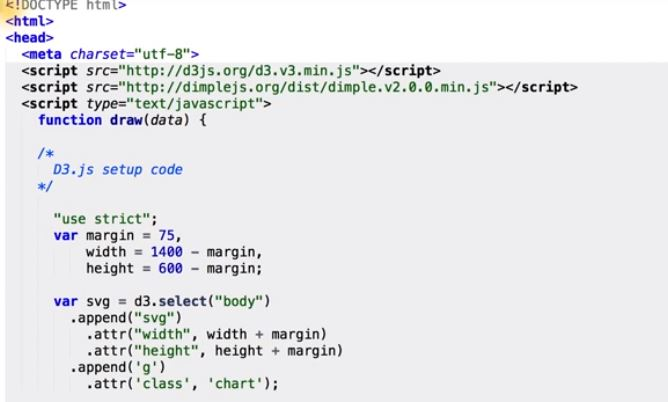 <!DOCTYPE html>
<html>
<head>
<meta charset="utf-8">
<script src="http://d3js.org/d3.v3.min.js"></script>
<script src="http://dimplejs.org/dist/dimple.v2.0.0.min.js"></script>
<script type="text/javascript">
function draw(data) {
/*
D3.js setup code
*/
"use strict";
var margin = 75,
width = 1400 - margin,
height = 600 - margin;
var svg = d3.select("body")
.append("svg")
.attr("width", width + margin)
.attr("height", height + margin)
.append('g')
.attr('class', 'chart');